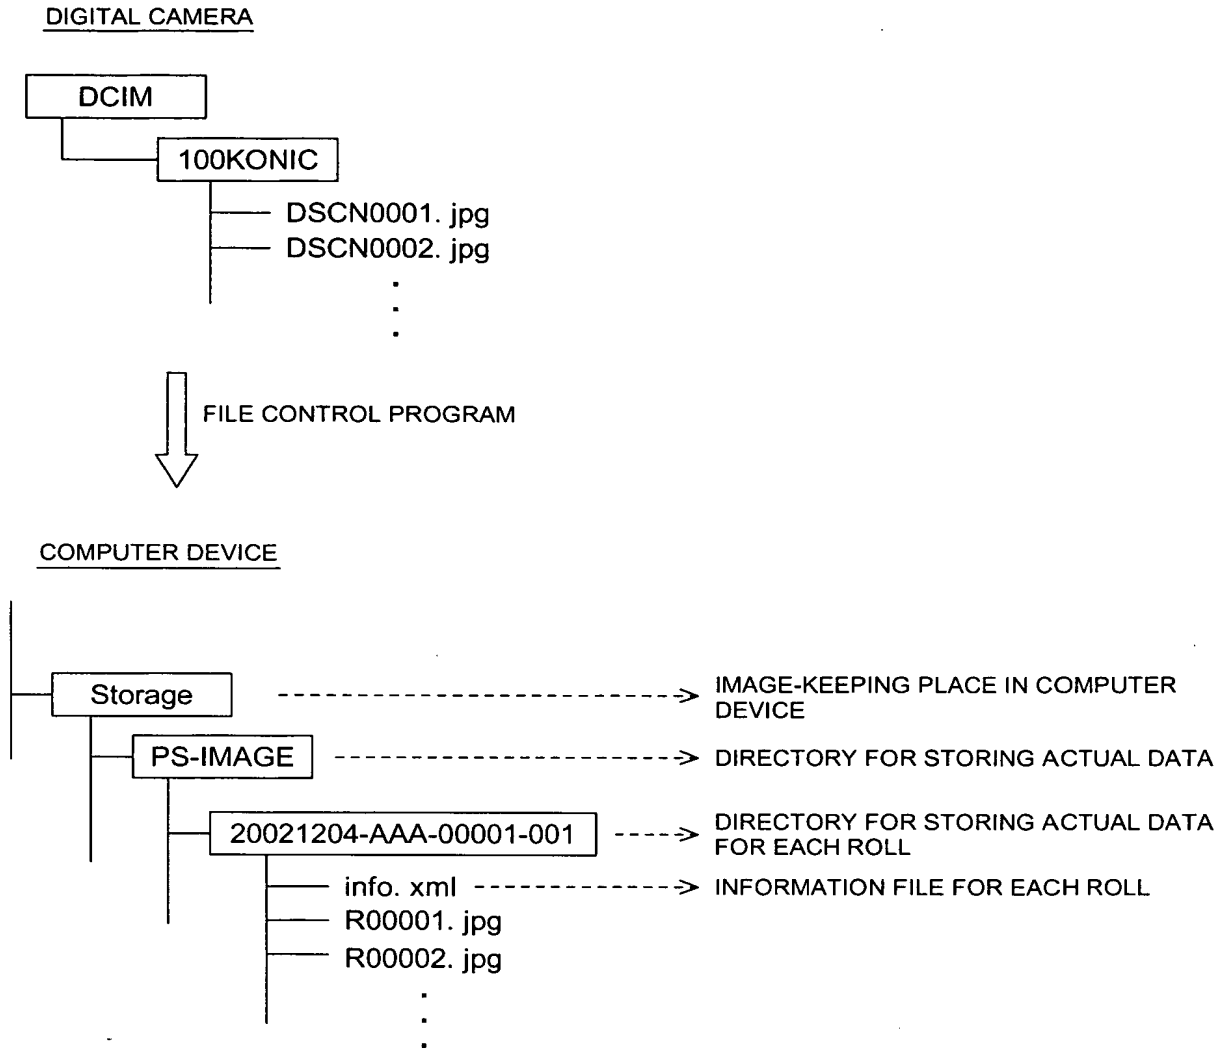 DIGITAL CAMERA
DCIM
100KONIC
DSCN0001. jpg
DSCN0002. jpg
FILE CONTROL PROGRAM
COMPUTER DEVICE
Storage
IMAGE-KEEPING PLACE IN COMPUTER
DEVICE
PS-IMAGE
DIRECTORY FOR STORING ACTUAL DATA
20021204-AAA-00001-001
DIRECTORY FOR STORING ACTUAL DATA
FOR EACH ROLL
info. xml
INFORMATION FILE FOR EACH ROLL
R00001. jpg
R00002. jpg